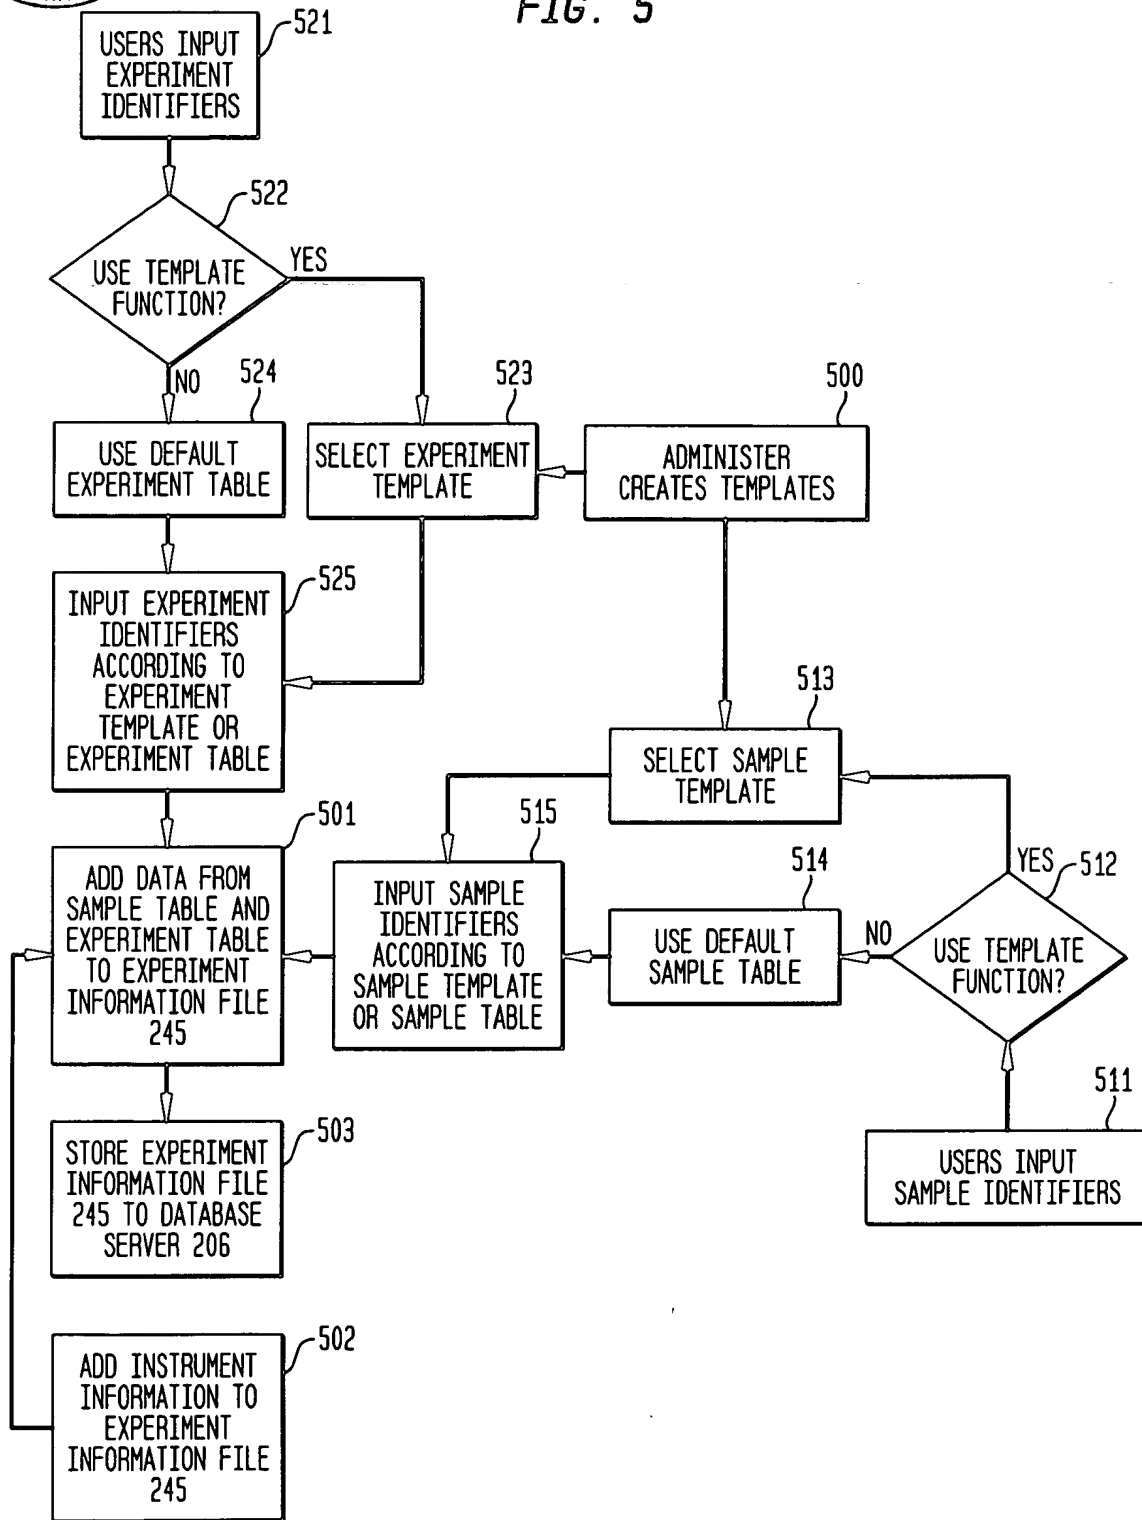 FIG. 5
521
USERS INPUT
EXPERIMENT
IDENTIFIERS
522
USE TEMPLATE
FUNCTION?
YES
NO
524
USE DEFAULT
EXPERIMENT TABLE
523
SELECT EXPERIMENT
TEMPLATE
500
ADMINISTER
CREATES TEMPLATES
525
INPUT EXPERIMENT
IDENTIFIERS
ACCORDING TO
EXPERIMENT
TEMPLATE OR
EXPERIMENT TABLE
513
SELECT SAMPLE
TEMPLATE
501
ADD DATA FROM
SAMPLE TABLE AND
EXPERIMENT TABLE
TO EXPERIMENT
INFORMATION FILE
245
515
INPUT SAMPLE
IDENTIFIERS
ACCORDING TO
SAMPLE TEMPLATE
OR SAMPLE TABLE
514
USE DEFAULT
SAMPLE TABLE
NO
YES
512
USE TEMPLATE
FUNCTION?
511
USERS INPUT
SAMPLE IDENTIFIERS
503
STORE EXPERIMENT
INFORMATION FILE
245 TO DATABASE
SERVER 206
502
ADD INSTRUMENT
INFORMATION TO
EXPERIMENT
INFORMATION FILE
245